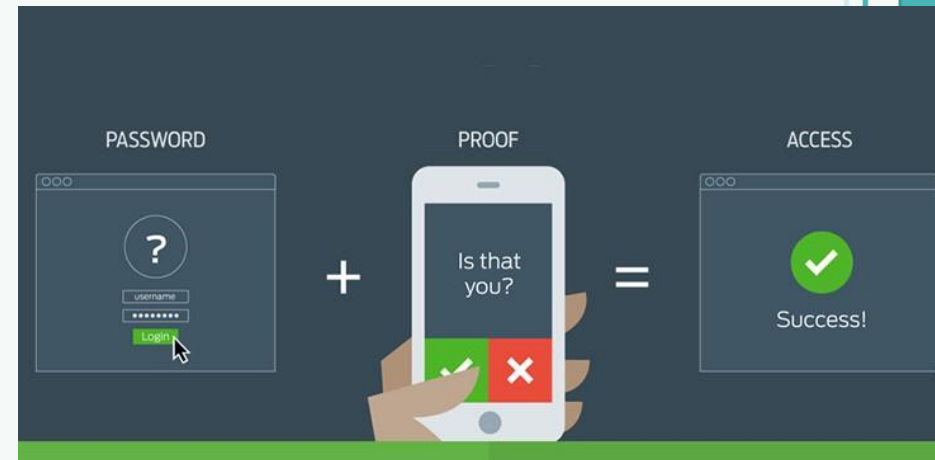 PASSWORD
PROOF
ACCESS
?
username
Login
Is that
you?
Success!